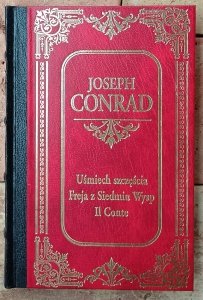 JOSEPH
CONRAD
Uśmiech szczęścia
Freja z Siedmiu Wysp
Il Conte